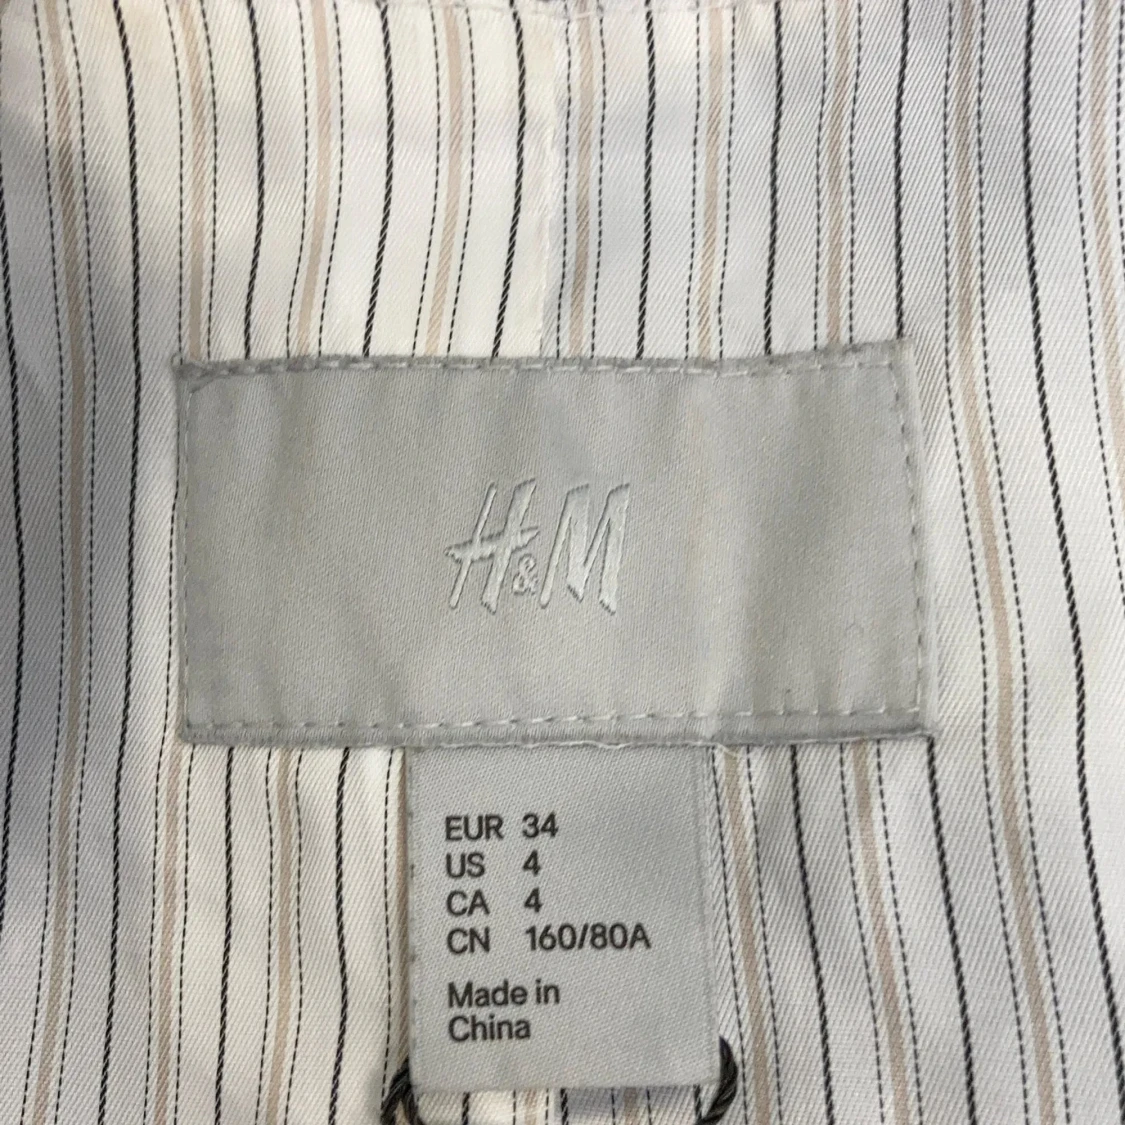 H&M
EUR 34
US 4
CA 4
CN 160/80A
Made in
China